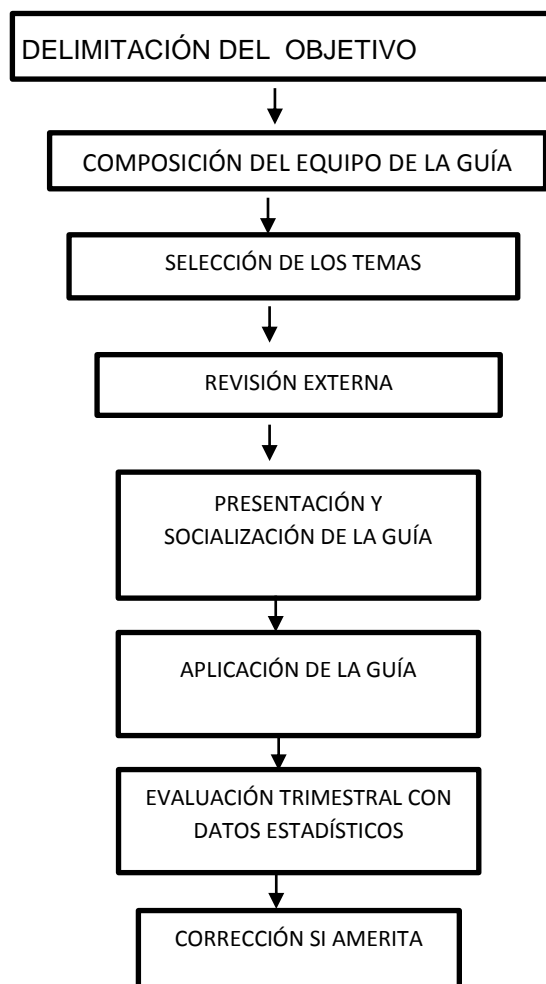 DELIMITACIÓN DEL OBJETIVO
COMPOSICIÓN DEL EQUIPO DE LA GUÍA
SELECCIÓN DE LOS TEMAS
REVISIÓN EXTERNA
PRESENTACIÓN Y
SOCIALIZACIÓN DE LA GUÍA
APLICACIÓN DE LA GUÍA
EVALUACIÓN TRIMESTRAL CON
DATOS ESTADÍSTICOS
CORRECCIÓN SI AMERITA